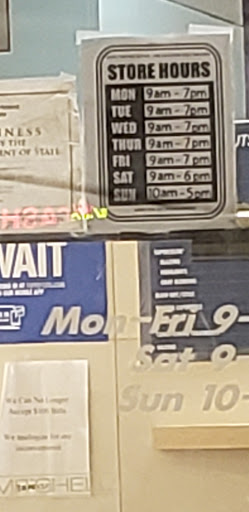 STORE HOURS
MON 9am - 7pm
TUE 9am - 7pm
WED 9am - 7pm
THUR 9am - 7pm
FRI 9am - 7pm
SAT 9am - 6pm
SUN 10am - 5pm
INESS
Y THE
ENT OF STATE
WAIT
Mon-Fri 9-
Sat 9-
Sun 10-
We Can No Longer
Accept $100 Bills
We apologize for any
inconvenience